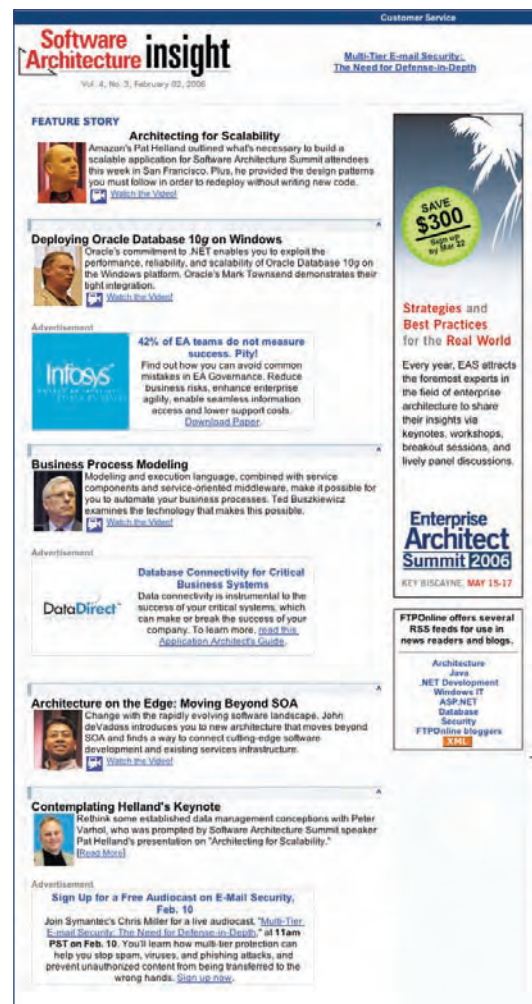 Customer Service
Software
Architecture insight
Vol. 4, No. 3, February 02, 2006
Multi-Tier E-mail Security:
The Need for Defense-in-Depth
FEATURE STORY
Architecting for Scalability
Amazon's Pat Helland outlined what's necessary to build a
scalable application for Software Architecture Summit attendees
this week in San Francisco. Plus, he provided the design patterns
you must follow in order to redeploy without writing new code.
Watch the Video!
^
Deploying Oracle Database 10g on Windows
Oracle's commitment to .NET enables you to exploit the
performance, reliability, and scalability of Oracle Database 10g on
the Windows platform. Oracle's Mark Townsend demonstrates their
tight integration.
Watch the Video!
Advertisement
Infosys
42% of EA teams do not measure
success. Pity!
Find out how you can avoid common
mistakes in EA Governance. Reduce
business risks, enhance enterprise
agility, enable seamless information
access and lower support costs.
Download Paper.
^
Business Process Modeling
Modeling and execution language, combined with service
components and service-oriented middleware, make it possible for
you to automate your business processes. Ted Buszkiewicz
examines the technology that makes this possible.
Watch the Video!
Advertisement
DataDirect
Database Connectivity for Critical
Business Systems
Data connectivity is instrumental to the
success of your critical systems, which
can make or break the success of your
company. To learn more, read this
Application Architect's Guide.
^
Architecture on the Edge: Moving Beyond SOA
Change with the rapidly evolving software landscape. John
deVadoss introduces you to new architecture that moves beyond
SOA and finds a way to connect cutting-edge software
development and existing services infrastructure.
Watch the Video!
^
Contemplating Helland's Keynote
Rethink some established data management conceptions with Peter
Varhol, who was prompted by Software Architecture Summit speaker
Pat Helland's presentation on "Architecting for Scalability."
[Read More]
Advertisement
Sign Up for a Free Audiocast on E-Mail Security,
Feb. 10
Join Symantec's Chris Miller for a live audiocast, "Multi-Tier
E-mail Security: The Need for Defense-in-Depth," at 11am
PST on Feb. 10. You'll learn how multi-tier protection can
help you stop spam, viruses, and phishing attacks, and
prevent unauthorized content from being transferred to the
wrong hands. Sign up now.
SAVE
$300
Sign up
by Mar 22
Strategies and
Best Practices
for the Real World
Every year, EAS attracts
the foremost experts in
the field of enterprise
architecture to share
their insights via
keynotes, workshops,
breakout sessions, and
lively panel discussions.
Enterprise
Architect
Summit 2006
KEY BISCAYNE, MAY 15-17
FTPOnline offers several
RSS feeds for use in
news readers and blogs.
Architecture
Java
.NET Development
Windows IT
ASP.NET
Database
Security
FTPOnline bloggers
XML